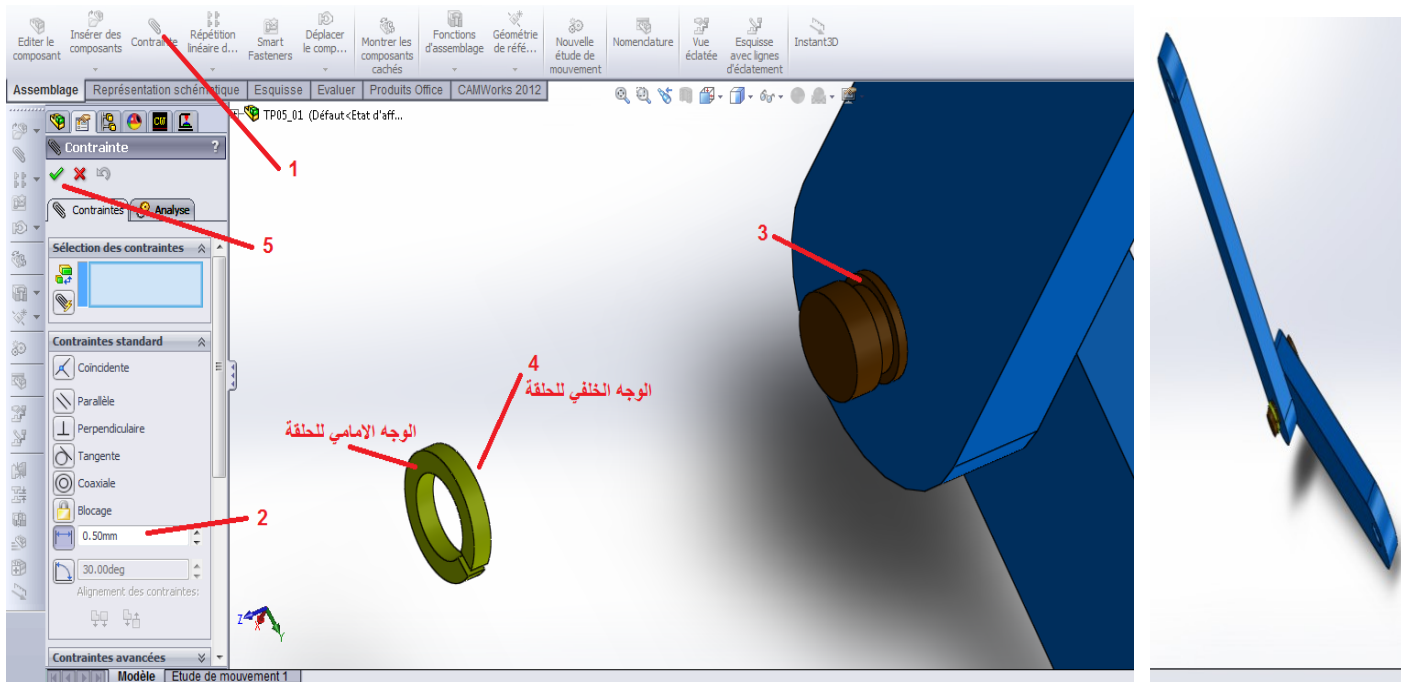 Editer le
composant
Insérer des
composants
Contrainte
Répétition
linéaire d...
Smart
Fasteners
Déplacer
le comp...
Montrer les
composants
cachés
Fonctions
d'assemblage
Géométrie
de réfé...
Nouvelle
étude de
mouvement
Nomenclature
Vue
éclatée
Esquisse
avec lignes
d'éclatement
Instant3D
Assemblage Représentation schématique Esquisse Evaluer Produits Office CAMWorks 2012
TP05_01 (Défaut<Etat d'aff...
Contrainte ?
1
Contraintes Analyse
5
Sélection des contraintes
3
Contraintes standard
Coïncidente
Parallèle
Perpendiculaire
Tangente
Coaxiale
Blocage
0.50mm
2
30.00deg
Alignement des contraintes:
4
الوجه الخلفي للحلقة
الوجه الامامي للحلقة
Z X Y
Contraintes avancées
Modèle Etude de mouvement 1